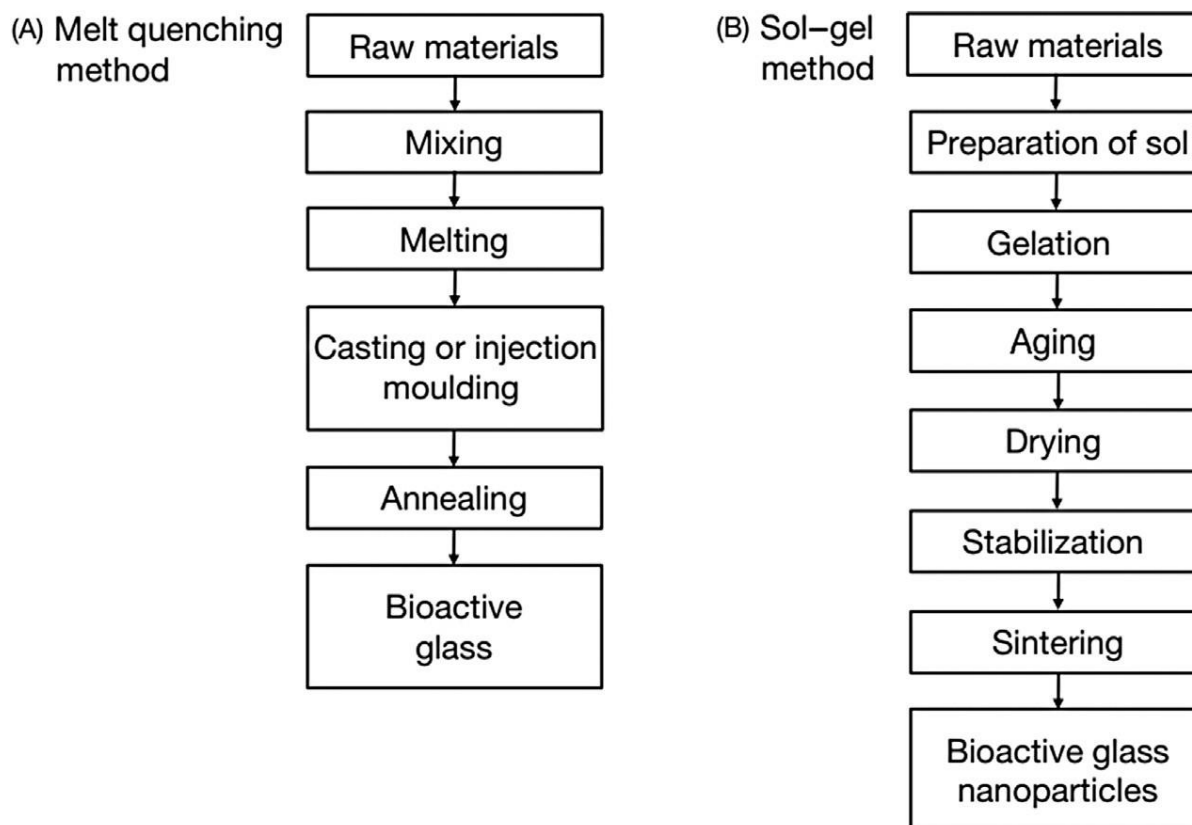 (A) Melt quenching
method
Raw materials
Mixing
Melting
Casting or injection
moulding
Annealing
Bioactive
glass
(B) Sol–gel
method
Raw materials
Preparation of sol
Gelation
Aging
Drying
Stabilization
Sintering
Bioactive glass
nanoparticles